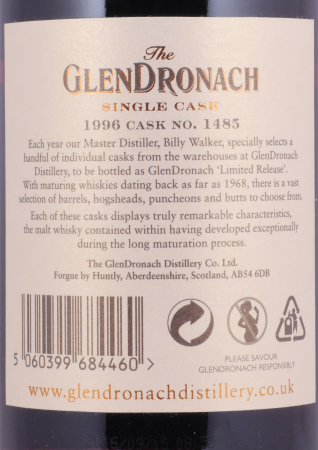 The
GLENDRONACH
SINGLE CASK
1996 CASK NO. 1485
Each year our Master Distiller, Billy Walker, specially selects a
handful of individual casks from the warehouses at GlenDronach
Distillery, to be bottled as GlenDronach 'Limited Release'.
With maturing whiskies dating back as far as 1968, there is a vast
selection of barrels, hogsheads, puncheons and butts to choose from.
Each of these casks displays truly remarkable characteristics,
the malt whisky contained within having developed exceptionally
during the long maturation process.
The GlenDronach Distillery Co. Ltd.
Forgue by Huntly, Aberdeenshire, Scotland, AB54 6DB
5 060399 684460 >
PLEASE SAVOUR
GLENDRONACH RESPONSIBLY
www.glendronachdistillery.co.uk